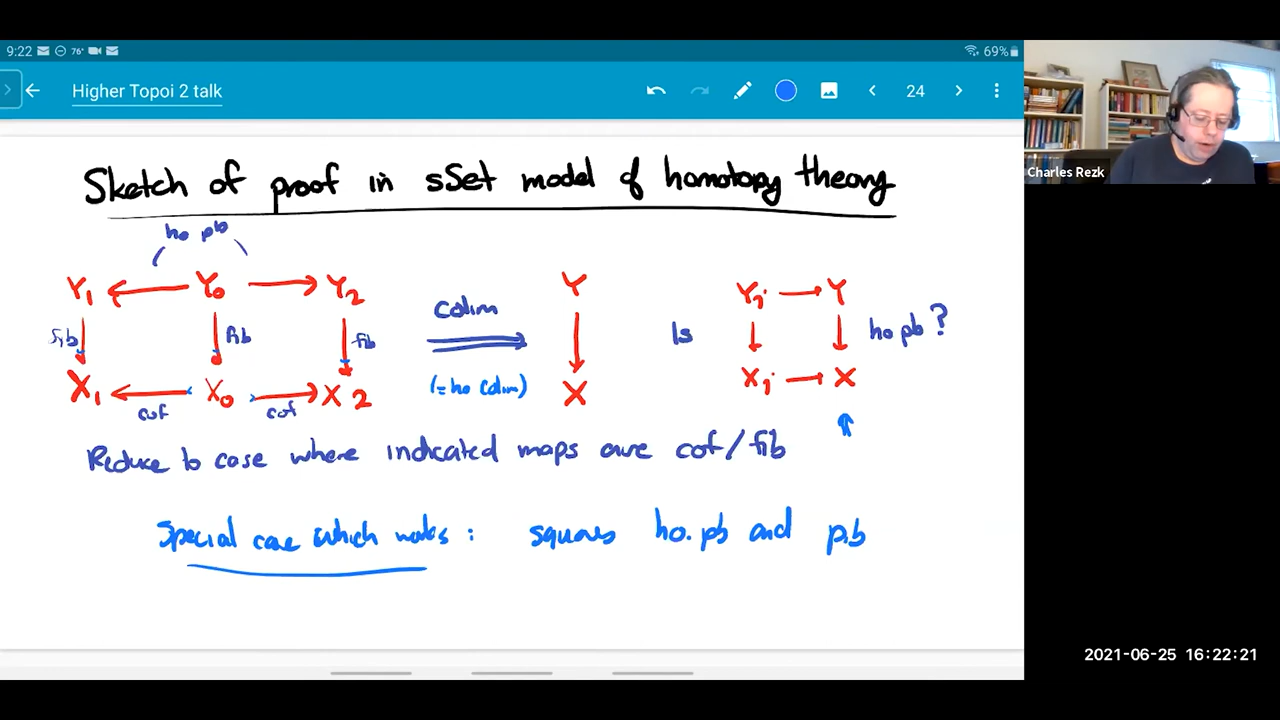 9:22 76° 69%
Higher Topoi 2 talk 24
Charles Rezk
Sketch of proof in sSet model of homotopy theory
ho pb
Y₁ ← Y₀ → Y₂ Colim ⇒ Y Is Yⱼ → Y ho pb?
fib ↓ ↓ fib ↓ fib ↓ ↓ ↓
X₁ ← X₀ → X₂ (=ho colim) X Xⱼ → X
cof cof ⇑
Reduce to case where indicated maps are cof/fib
Special case which works: squares ho. pb and p.b
2021-06-25 16:22:21